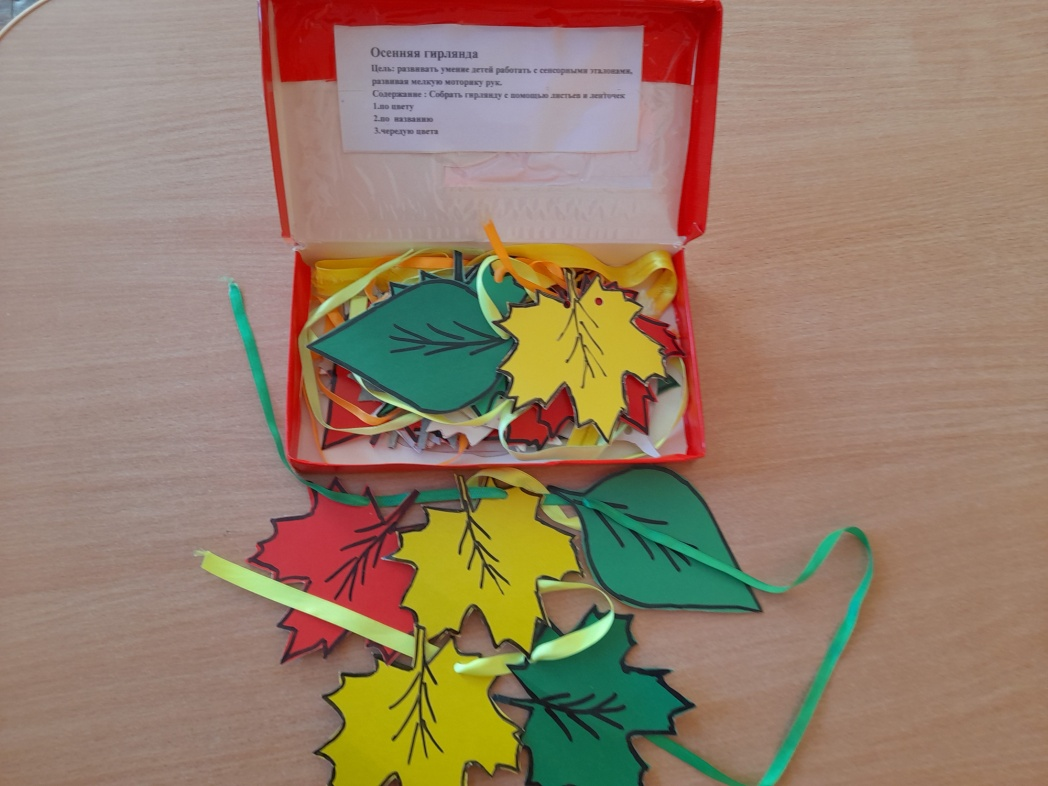 Осенняя гирлянда
Цель: развивать умение детей работать с сенсорными эталонами,
развивая мелкую моторику рук.
Содержание : Собрать гирлянду с помощью листьев и ленточек
1.по цвету
2.по названию
3.чередую цвета